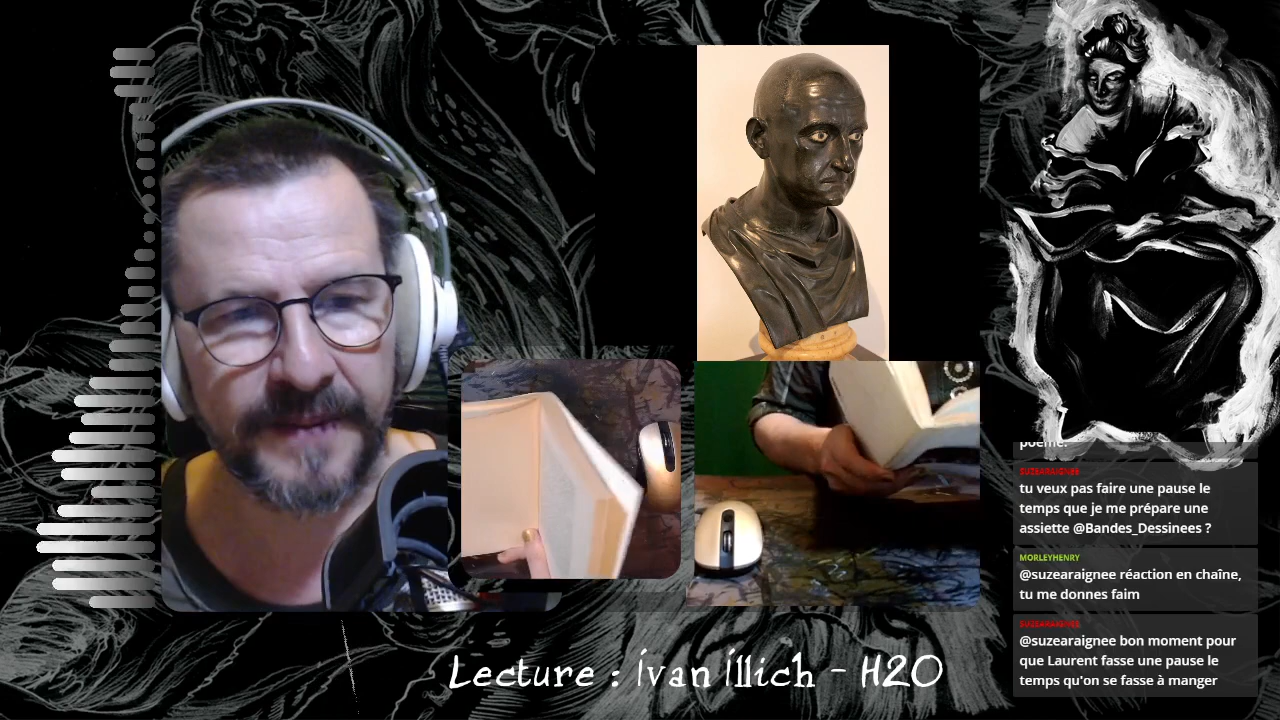 poème.
SUZEARAIGNEE
tu veux pas faire une pause le
temps que je me prépare une
assiette @Bandes_Dessinees ?
MORLEYHENRY
@suzearaignee réaction en chaîne,
tu me donnes faim
SUZEARAIGNEE
@suzearaignee bon moment pour
que Laurent fasse une pause le
temps qu'on se fasse à manger
Lecture : Ivan Illich - H2O